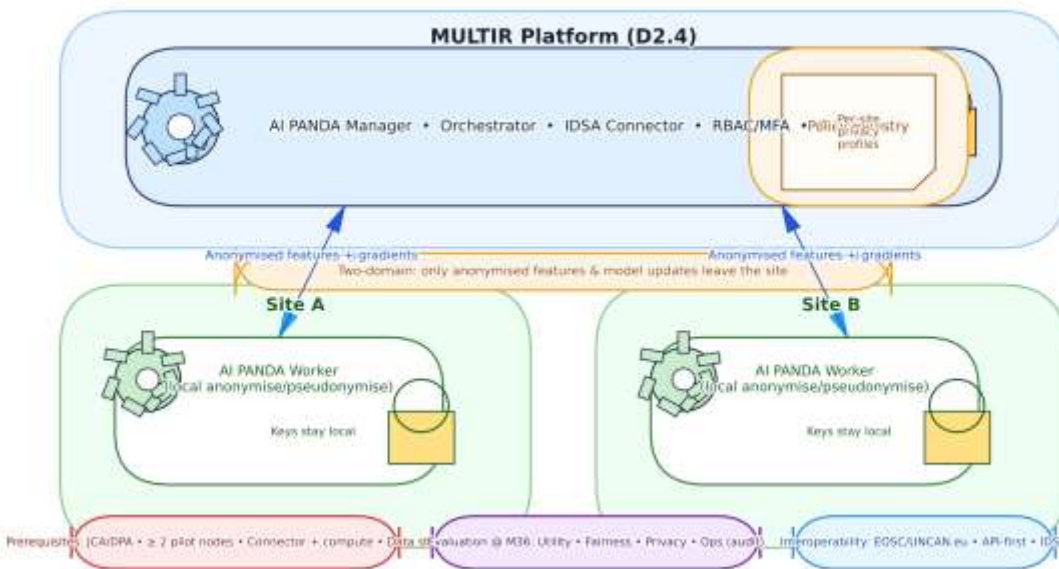 MULTIR Platform (D2.4)
AI PANDA Manager • Orchestrator • IDSA Connector • RBAC/MFA •
Per-site
privacy
profiles
Anonymised features + gradients
Anonymised features + gradients
Two-domain: only anonymised features & model updates leave the site
Site A
Site B
AI PANDA Worker
(local anonymise/pseudonymise)
Keys stay local
AI PANDA Worker
(local anonymise/pseudonymise)
Keys stay local
Prerequisites: JCA/DPA • ≥ 2 pilot nodes • Connector + compute • Data
Evaluation @ M36: Utility • Fairness • Privacy • Ops (audit)
Interoperability: EOSC/UNCAN.eu • API-first •